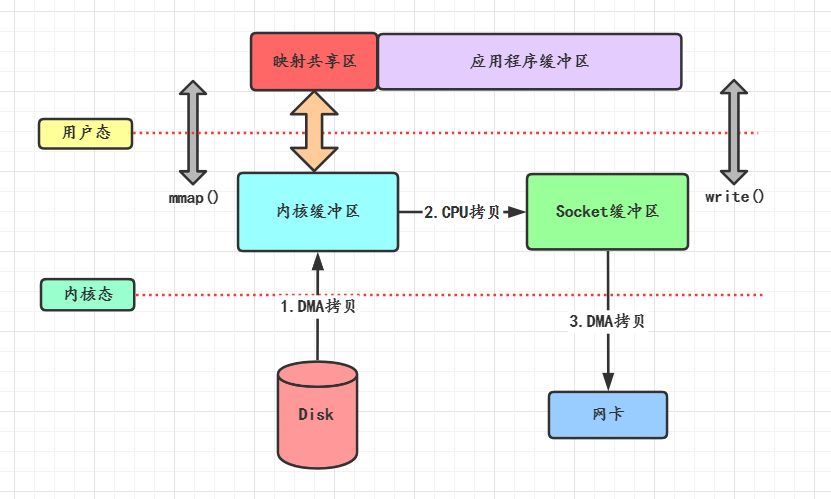 映射共享区
应用程序缓冲区
用户态
mmap()
内核缓冲区
2.CPU拷贝
Socket缓冲区
write()
内核态
1.DMA拷贝
3.DMA拷贝
Disk
网卡